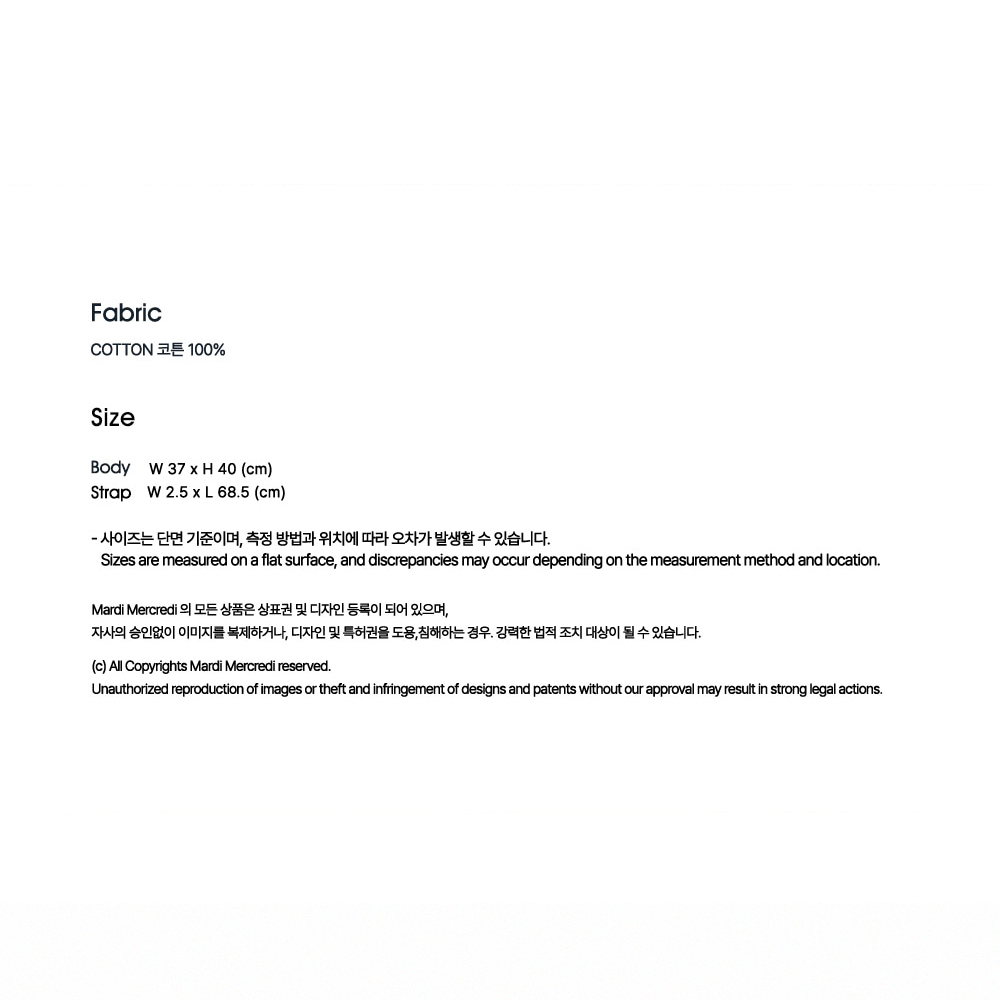 Fabric
COTTON 코튼 100%
Size
Body W 37 x H 40 (cm)
Strap W 2.5 x L 68.5 (cm)
- 사이즈는 단면 기준이며, 측정 방법과 위치에 따라 오차가 발생할 수 있습니다.
Sizes are measured on a flat surface, and discrepancies may occur depending on the measurement method and location.
Mardi Mercredi 의 모든 상품은 상표권 및 디자인 등록이 되어 있으며,
자사의 승인없이 이미지를 복제하거나, 디자인 및 특허권을 도용,침해하는 경우. 강력한 법적 조치 대상이 될 수 있습니다.
(c) All Copyrights Mardi Mercredi reserved.
Unauthorized reproduction of images or theft and infringement of designs and patents without our approval may result in strong legal actions.